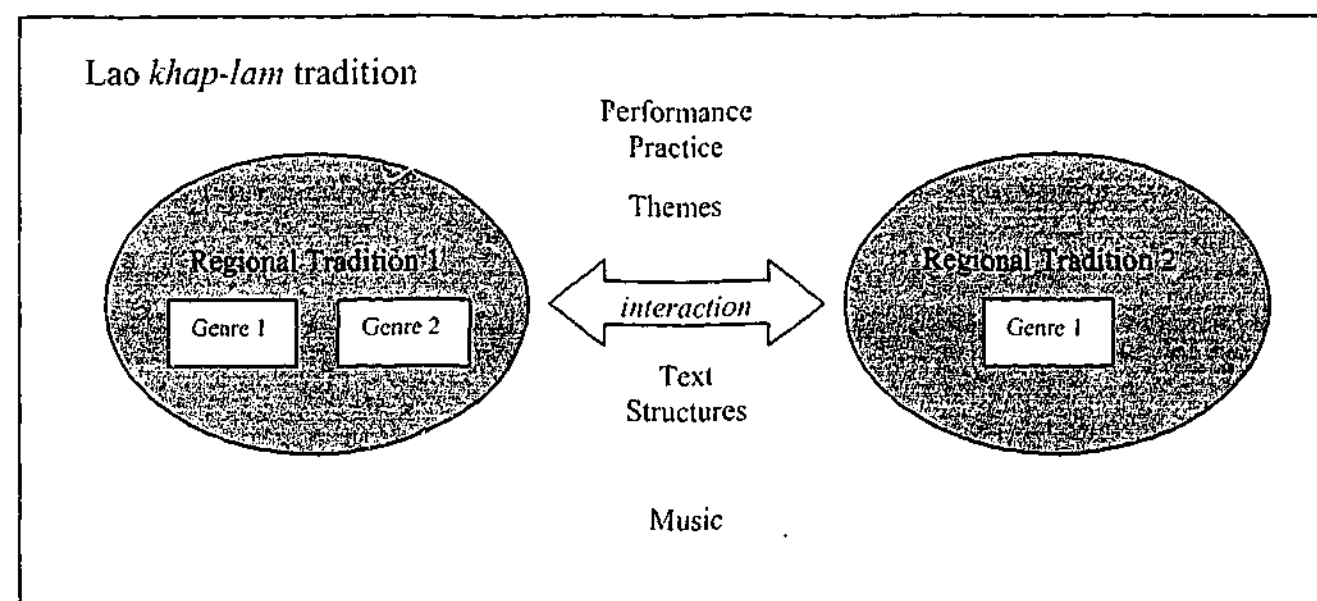 Lao khap-lam tradition
Performance
Practice
Themes
Regional Tradition 1
Genre 1
Genre 2
interaction
Regional Tradition 2
Genre 1
Text
Structures
Music